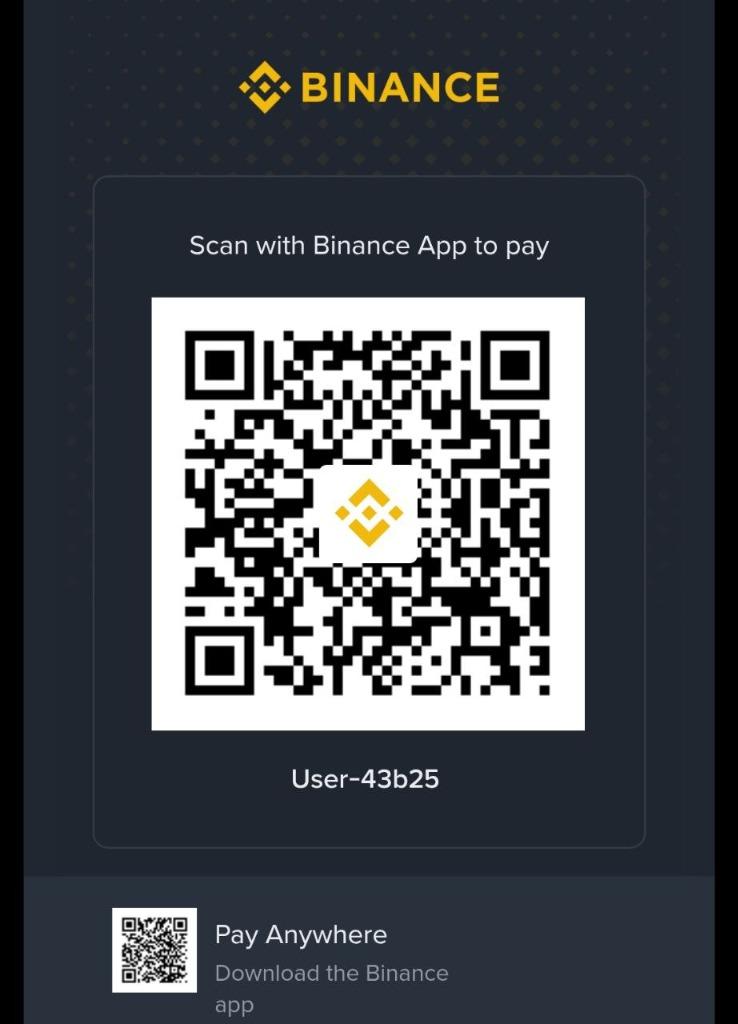 BINANCE
Scan with Binance App to pay
User-43b25
Pay Anywhere
Download the Binance
app